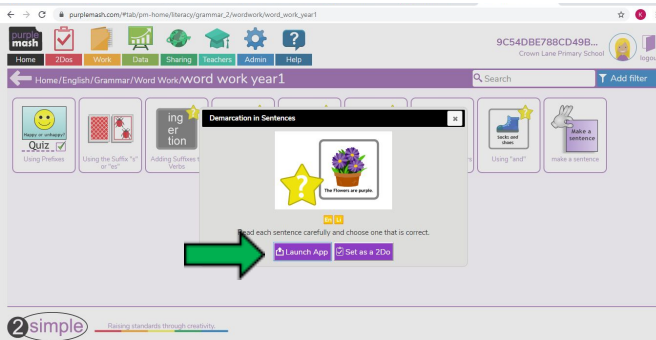 purplemash.com/#tab/pm-home/literacy/grammar_2/wordwork/word_work_year1
K
purple mash
Home
2Dos
Work
Data
Sharing
Teachers
Admin
Help
9C54DBE788CD49B...
Crown Lane Primary School
logou
Home/English/Grammar/Word Work/word work year1
Search
Add filter
Happy or unhappy?
Quiz
Using Prefixes
Using the Suffix "s" or "es"
ing
er
tion
Adding Suffixes t
Verbs
Demarcation in Sentences
x
The Flowers are purple.
Read each sentence carefully and choose one that is correct.
Launch App
Set as a 2Do
s
Socks and shoes
Using "and"
Make a sentence
make a sentence
2simple
Raising standards through creativity.